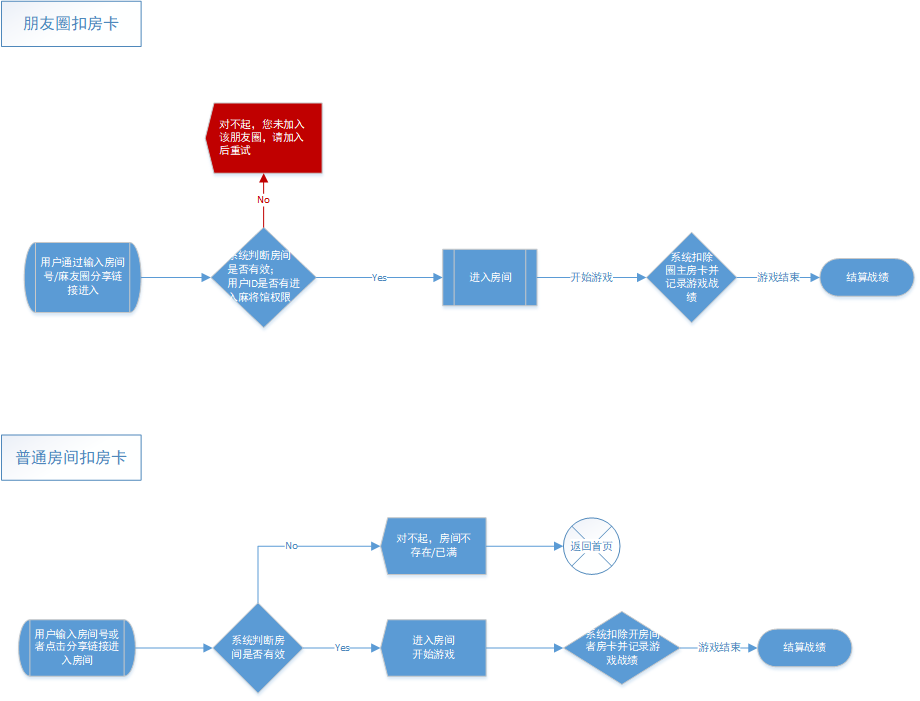 朋友圈扣房卡
对不起，您未加入
该朋友圈，请加入
后重试
No
用户通过输入房间
号/麻友圈分享链
接进入
系统判断房间
是否有效；
用户ID是否有进
入麻将馆权限
Yes
进入房间
开始游戏
系统扣除
圈主房卡并
记录游戏战
绩
游戏结束
结算战绩
普通房间扣房卡
No
对不起，房间不
存在/已满
返回首页
用户输入房间号或
者点击分享链接进
入房间
系统判断房
间是否有效
Yes
进入房间
开始游戏
系统扣除开房间
者房卡并记录游
戏战绩
游戏结束
结算战绩